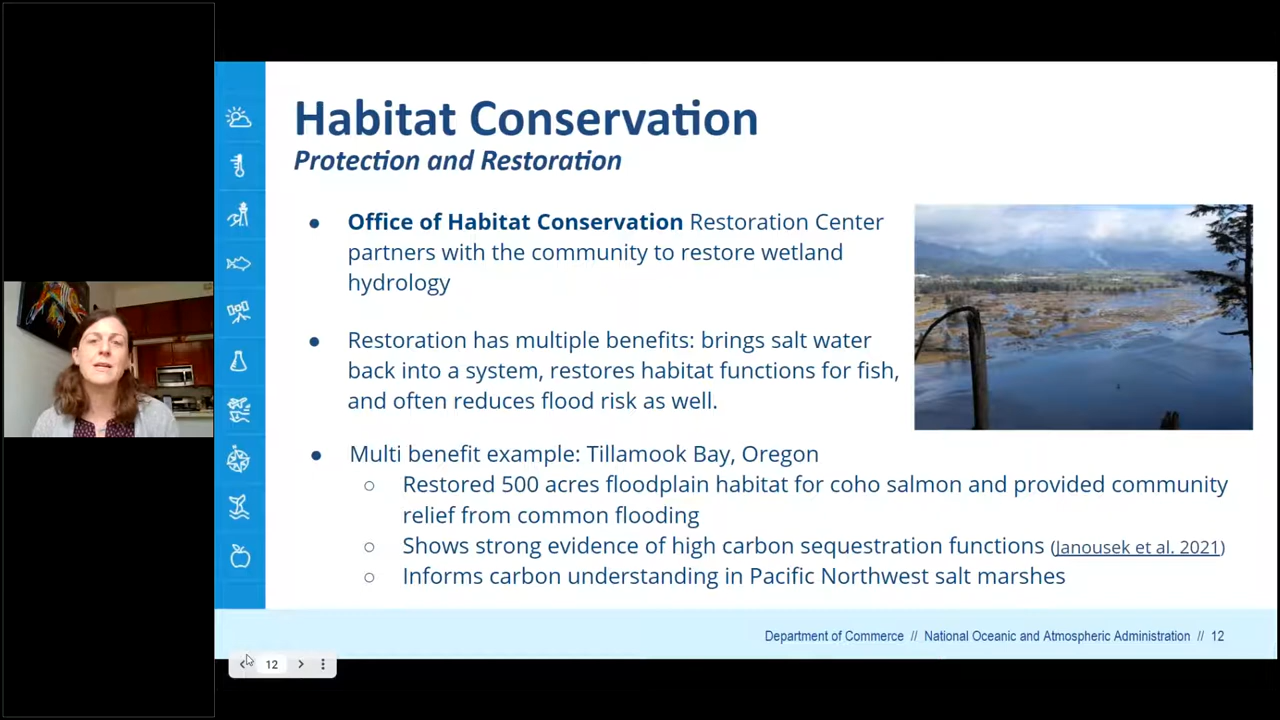 Habitat Conservation
Protection and Restoration
● Office of Habitat Conservation Restoration Center
partners with the community to restore wetland
hydrology
● Restoration has multiple benefits: brings salt water
back into a system, restores habitat functions for fish,
and often reduces flood risk as well.
● Multi benefit example: Tillamook Bay, Oregon
○ Restored 500 acres floodplain habitat for coho salmon and provided community
relief from common flooding
○ Shows strong evidence of high carbon sequestration functions (Janousek et al. 2021)
○ Informs carbon understanding in Pacific Northwest salt marshes
Department of Commerce // National Oceanic and Atmospheric Administration // 12
12